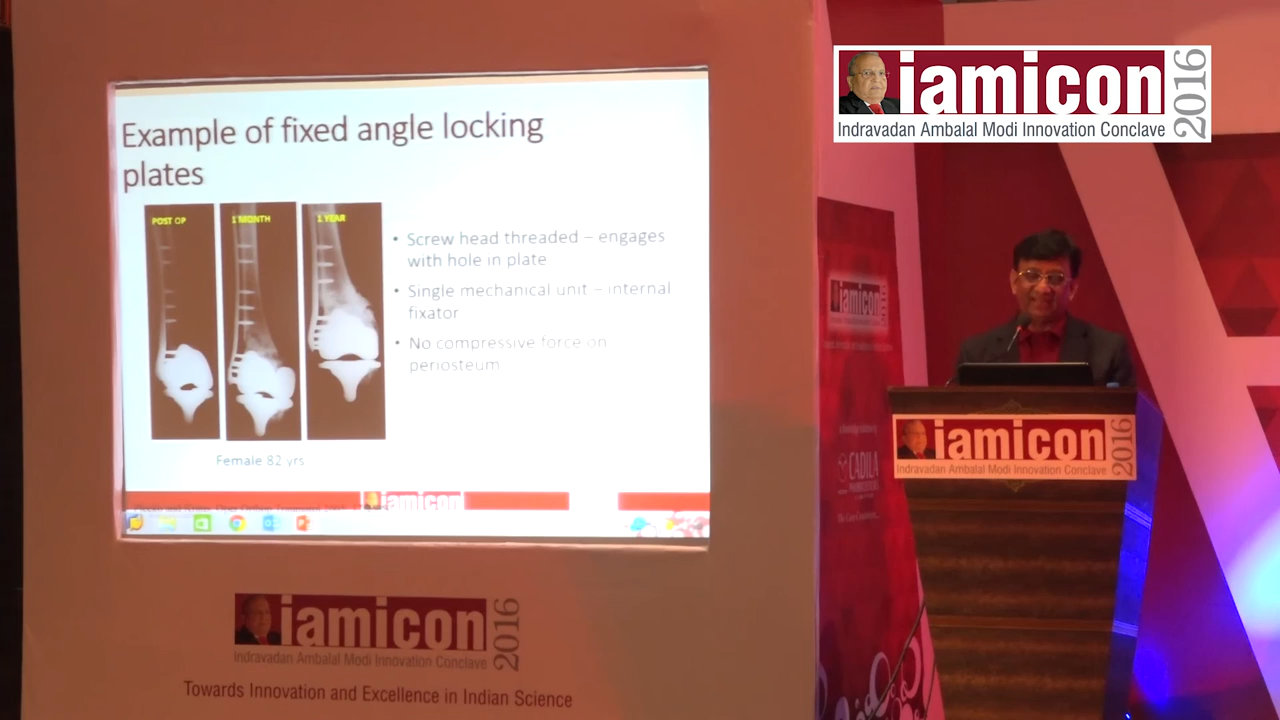 Example of fixed angle locking
plates
POST OP
1 MONTH
1 YEAR
• Screw head threaded – engages
with hole in plate
• Single mechanical unit – internal
fixator
• No compressive force on
periosteum
Female 82 yrs
iamicon
iamicon 2016
Indravadan Ambalal Modi Innovation Conclave
Towards Innovation and Excellence in Indian Science
iamicon 2016
Indravadan Ambalal Modi Innovation Conclave
iamicon
CADILA
iamicon 2016
Indravadan Ambalal Modi Innovation Conclave